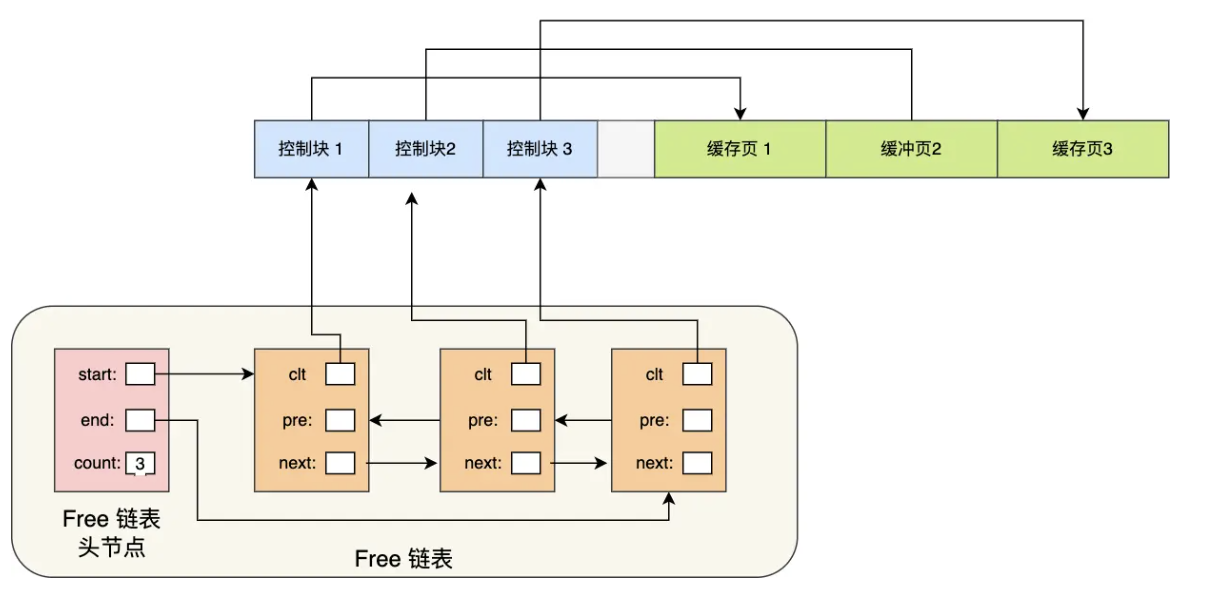 控制块 1
控制块2
控制块 3
缓存页 1
缓冲页2
缓存页3
start:
end:
count: 3
clt
pre:
next:
clt
pre:
next:
clt
pre:
next:
Free 链表
头节点
Free 链表